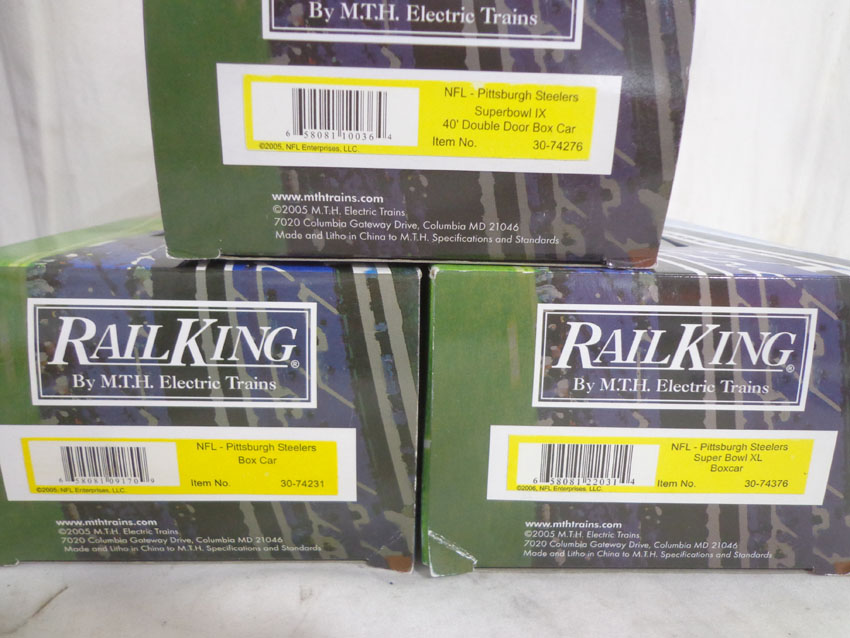 By M.T.H. Electric Trains
NFL - Pittsburgh Steelers
Superbowl IX
40' Double Door Box Car
Item No. 30-74276
6 58081 10036 4
©2005, NFL Enterprises, LLC.
www.mthtrains.com
©2005 M.T.H. Electric Trains
7020 Columbia Gateway Drive, Columbia MD 21046
Made and Litho in China to M.T.H. Specifications and Standards
RAILKING®
By M.T.H. Electric Trains
NFL - Pittsburgh Steelers
Box Car
Item No. 30-74231
6 58081 09170 9
©2005, NFL Enterprises, LLC.
www.mthtrains.com
©2005 M.T.H. Electric Trains
7020 Columbia Gateway Drive, Columbia MD 21046
Made and Litho in China to M.T.H. Specifications and Standards
RAILKING®
By M.T.H. Electric Trains
NFL - Pittsburgh Steelers
Super Bowl XL
Boxcar
Item No. 30-74376
6 58081 22031 4
©2006, NFL Enterprises, LLC.
www.mthtrains.com
©2005 M.T.H. Electric Trains
7020 Columbia Gateway Drive, Columbia MD 21046
Made and Litho in China to M.T.H. Specifications and Standards